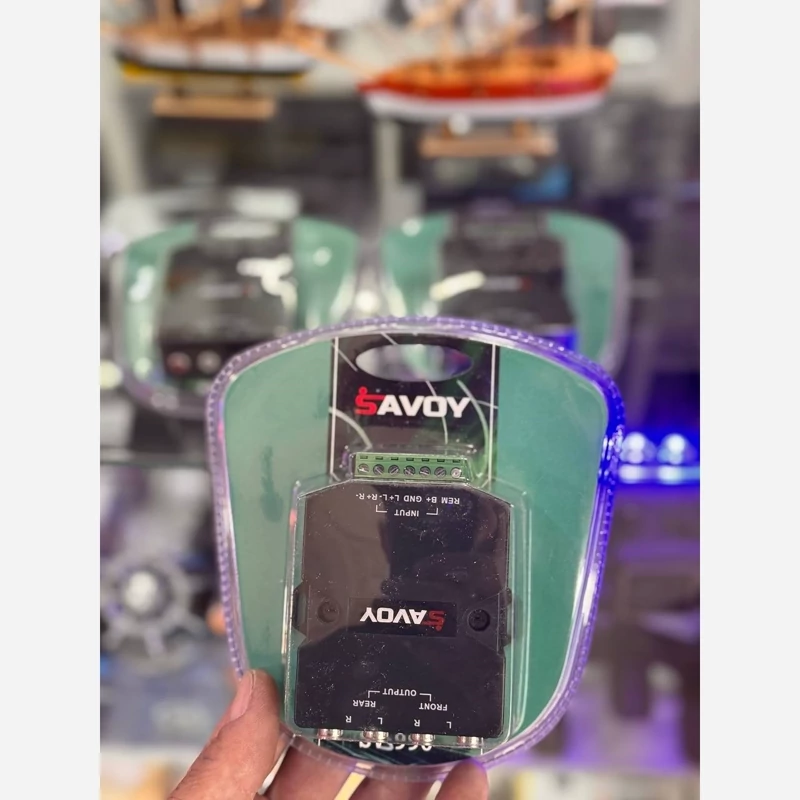 SAVOY
REM B+ GND L+ L- R+ R-
INPUT
SAVOY
OUTPUT
FRONT REAR
L R L R